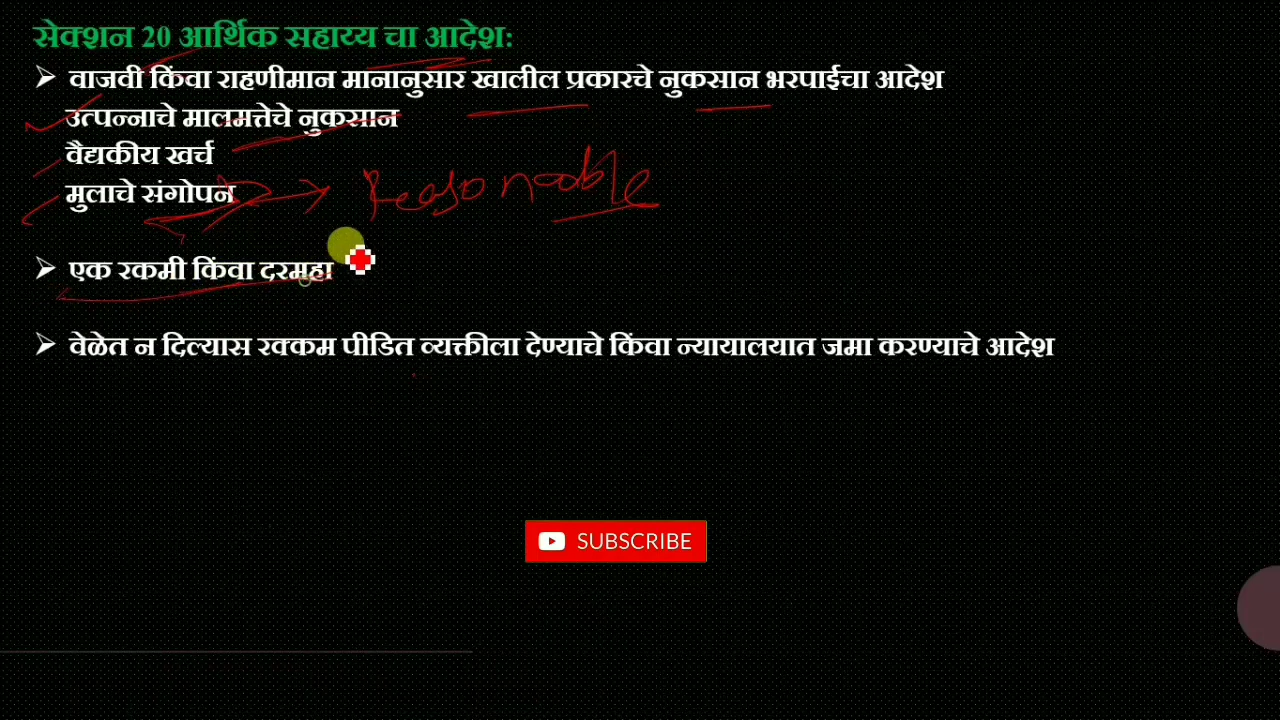 सेक्शन 20 आर्थिक सहाय्य चा आदेश:
वाजवी किंवा राहणीमान मानानुसार खालील प्रकारचे नुकसान भरपाईचा आदेश
उत्पन्नाचे मालमत्तेचे नुकसान
वैद्यकीय खर्च
मुलाचे संगोपन
Reasonable
एक रकमी किंवा दरमहा
वेळेत न दिल्यास रक्कम पीडित व्यक्तीला देण्याचे किंवा न्यायालयात जमा करण्याचे आदेश
SUBSCRIBE